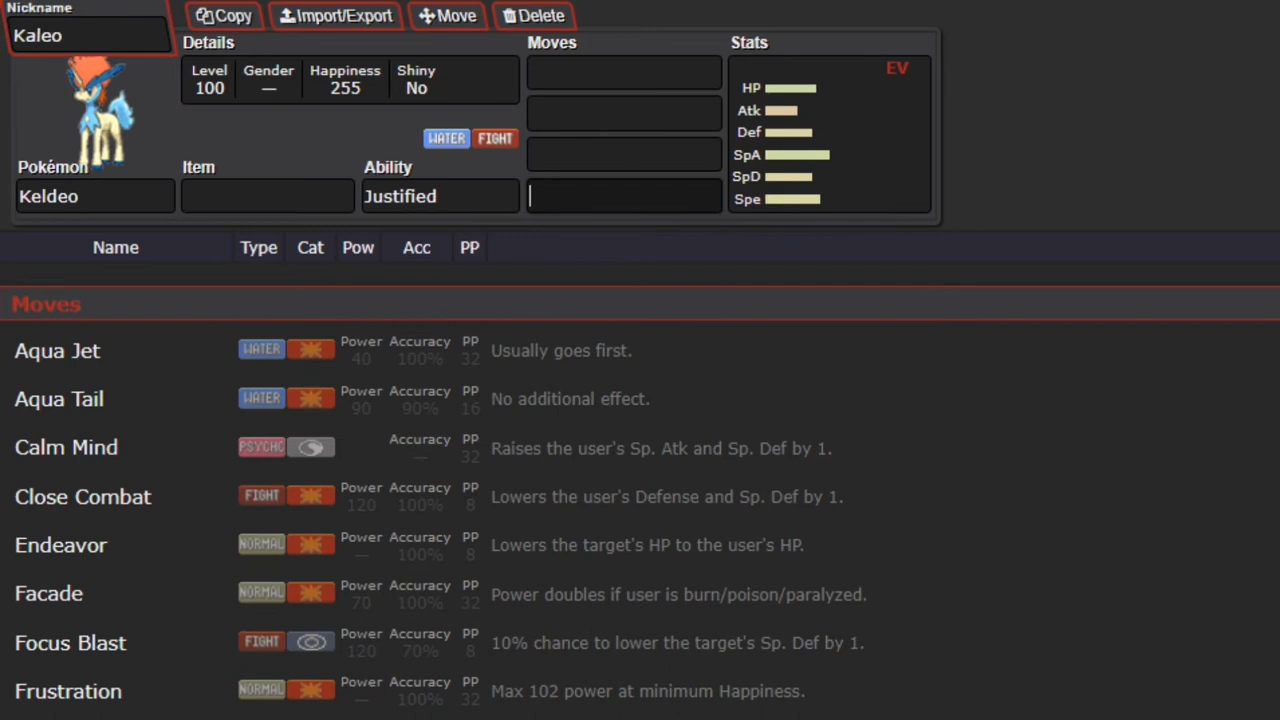 Nickname
Kaleo
Copy Import/Export Move Delete
Details
Level Gender Happiness Shiny
100 — 255 No
WATER FIGHT
Pokémon Item Ability
Keldeo Justified
Moves
Stats
EV
HP
Atk
Def
SpA
SpD
Spe
Name Type Cat Pow Acc PP
Moves
Aqua Jet WATER Power 40 Accuracy 100% PP 32 Usually goes first.
Aqua Tail WATER Power 90 Accuracy 90% PP 16 No additional effect.
Calm Mind PSYCHC Accuracy — PP 32 Raises the user's Sp. Atk and Sp. Def by 1.
Close Combat FIGHT Power 120 Accuracy 100% PP 8 Lowers the user's Defense and Sp. Def by 1.
Endeavor NORMAL Power — Accuracy 100% PP 8 Lowers the target's HP to the user's HP.
Facade NORMAL Power 70 Accuracy 100% PP 32 Power doubles if user is burn/poison/paralyzed.
Focus Blast FIGHT Power 120 Accuracy 70% PP 8 10% chance to lower the target's Sp. Def by 1.
Frustration NORMAL Power — Accuracy 100% PP 32 Max 102 power at minimum Happiness.